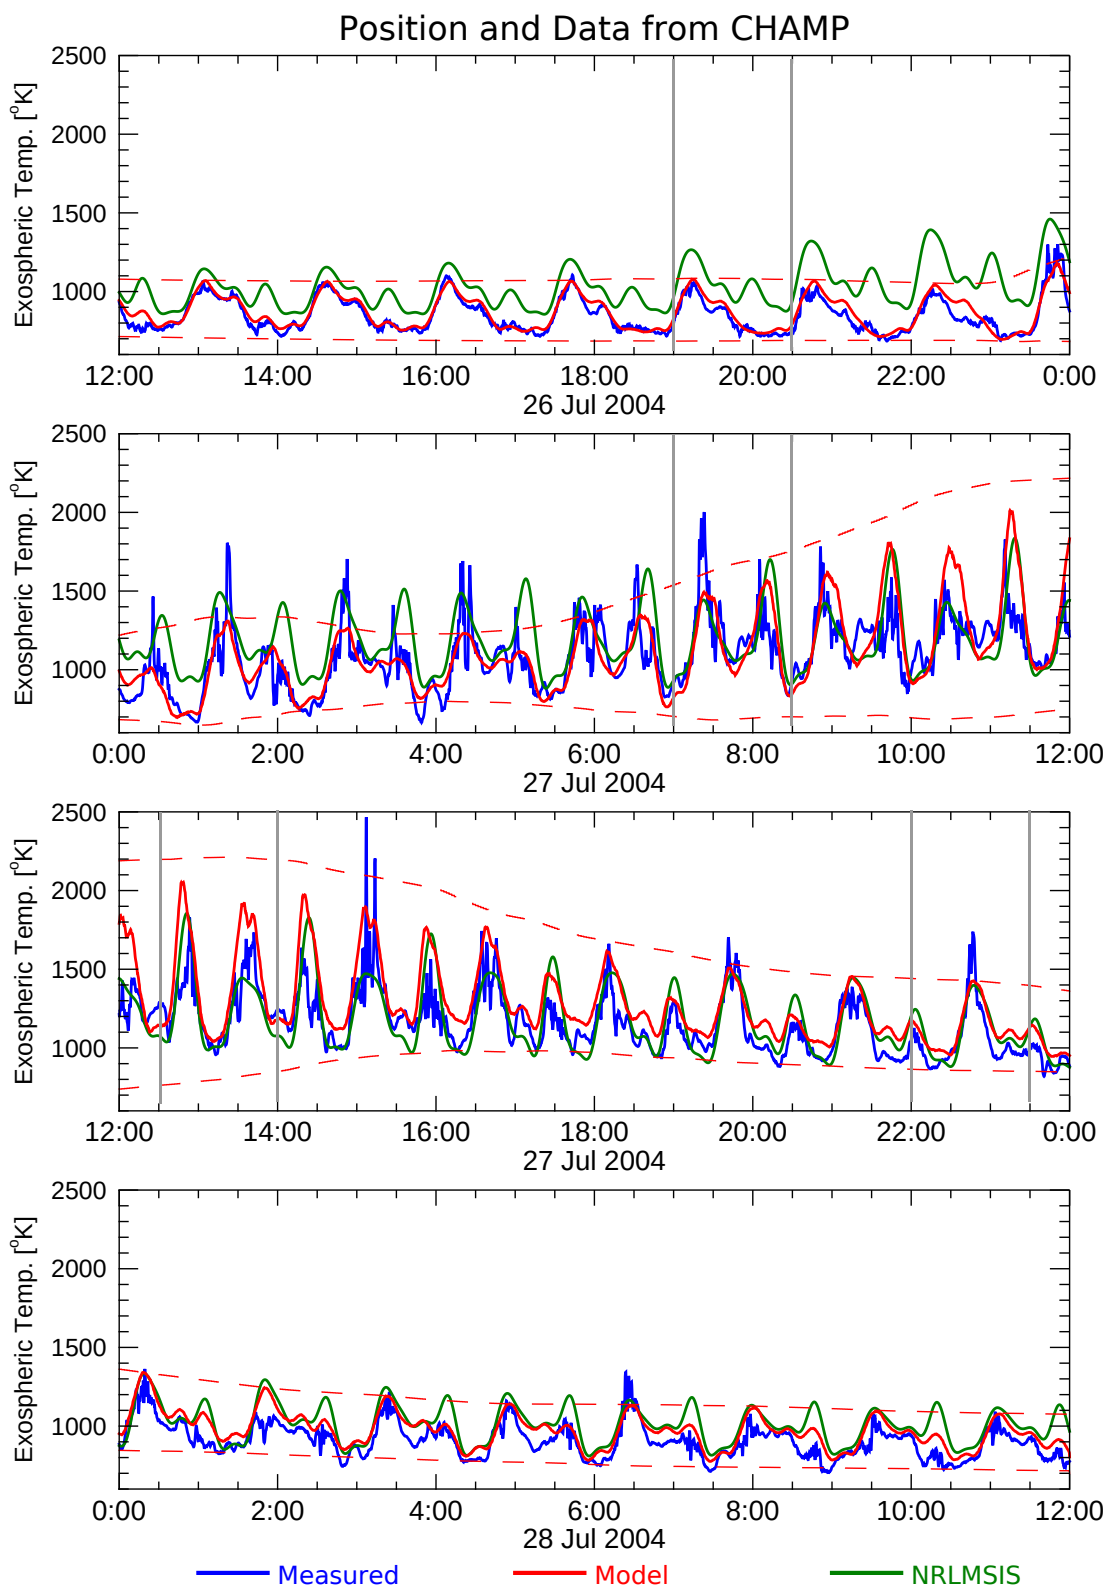 Position and Data from CHAMP
Exospheric Temp. [°K]
2500
2000
1500
1000
12:00 14:00 16:00 18:00 20:00 22:00 0:00
26 Jul 2004
Exospheric Temp. [°K]
2500
2000
1500
1000
0:00 2:00 4:00 6:00 8:00 10:00 12:00
27 Jul 2004
Exospheric Temp. [°K]
2500
2000
1500
1000
12:00 14:00 16:00 18:00 20:00 22:00 0:00
27 Jul 2004
Exospheric Temp. [°K]
2500
2000
1500
1000
0:00 2:00 4:00 6:00 8:00 10:00 12:00
28 Jul 2004
Measured Model NRLMSIS